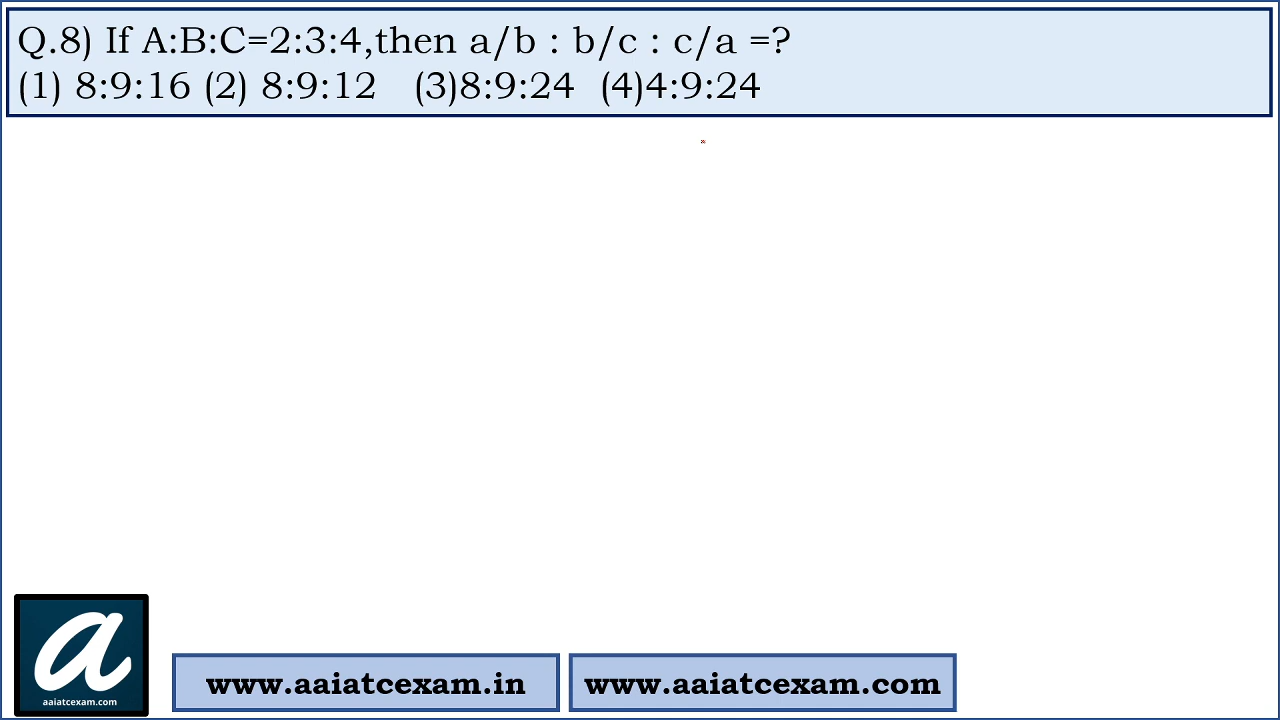 Q.8) If A:B:C=2:3:4,then a/b : b/c : c/a =?
(1) 8:9:16 (2) 8:9:12 (3)8:9:24 (4)4:9:24
a
aaiatcexam.com
www.aaiatcexam.in
www.aaiatcexam.com